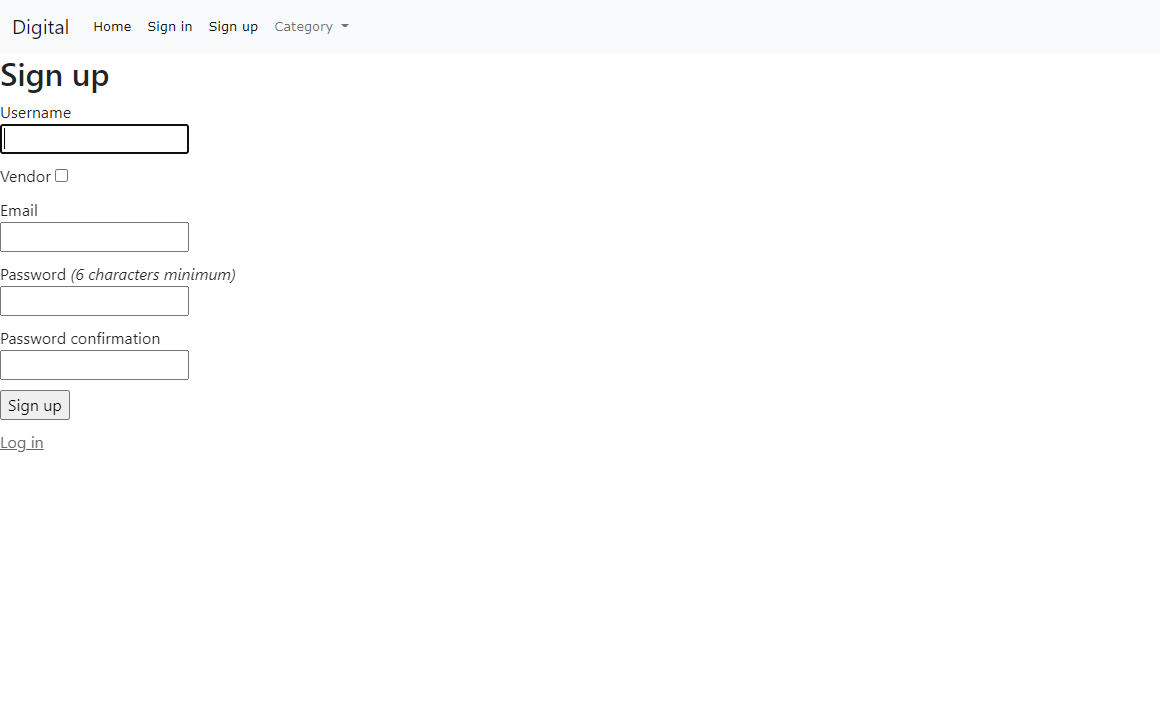 Digital Home Sign in Sign up Category
Sign up
Username
Vendor
Email
Password (6 characters minimum)
Password confirmation
Sign up
Log in